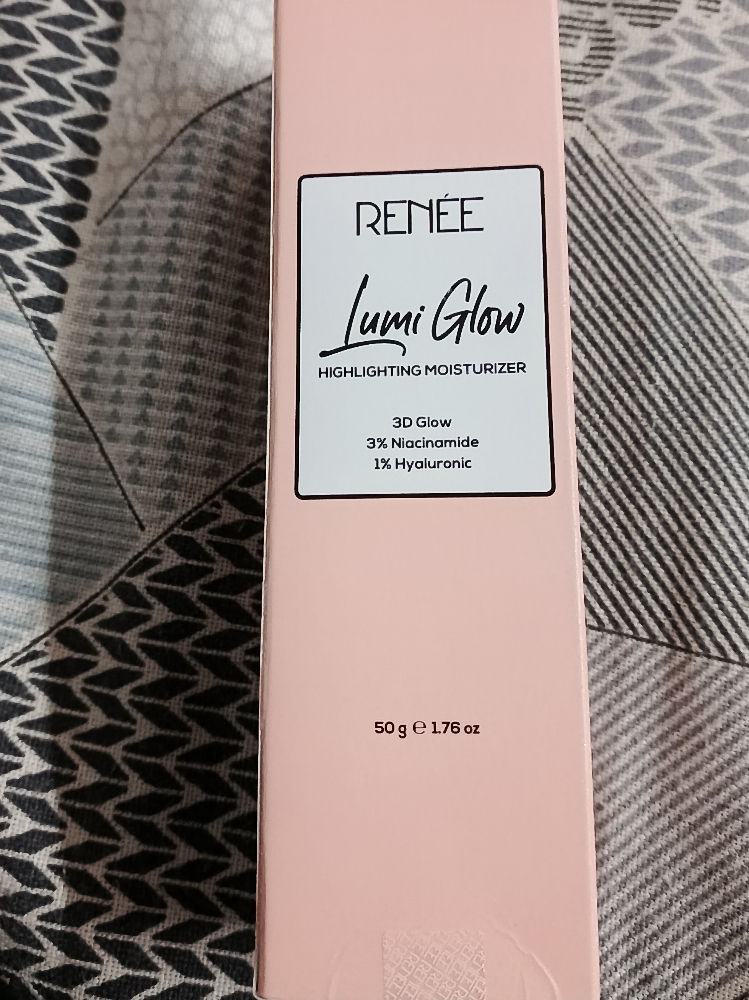 RENÉE
Lumi Glow
HIGHLIGHTING MOISTURIZER
3D Glow
3% Niacinamide
1% Hyaluronic
50 g ℮ 1.76 oz